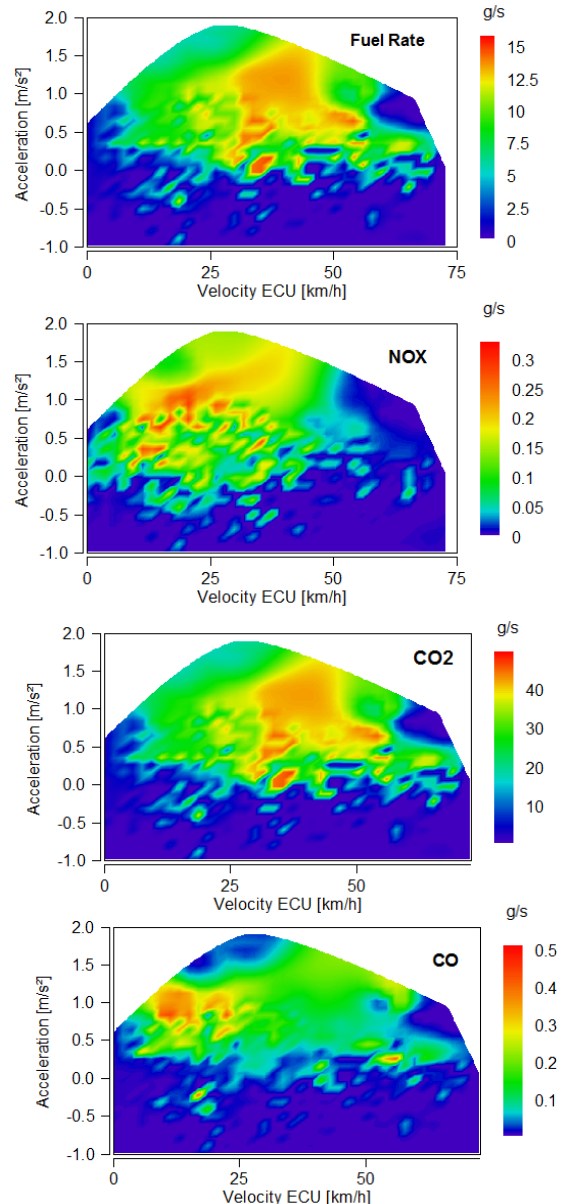 g/s
Fuel Rate
Acceleration [m/s²]
2.0
1.5
1.0
0.5
0.0
-0.5
-1.0
0 25 50 75
Velocity ECU [km/h]
15
12.5
10
7.5
5
2.5
0
g/s
NOX
Acceleration [m/s²]
2.0
1.5
1.0
0.5
0.0
-0.5
-1.0
0 25 50 75
Velocity ECU [km/h]
0.3
0.25
0.2
0.15
0.1
0.05
0
g/s
CO2
Acceleration [m/s²]
2.0
1.5
1.0
0.5
0.0
-0.5
-1.0
0 25 50
Velocity ECU [km/h]
40
30
20
10
g/s
CO
Acceleration [m/s²]
2.0
1.5
1.0
0.5
0.0
-0.5
-1.0
0 25 50
Velocity ECU [km/h]
0.5
0.4
0.3
0.2
0.1